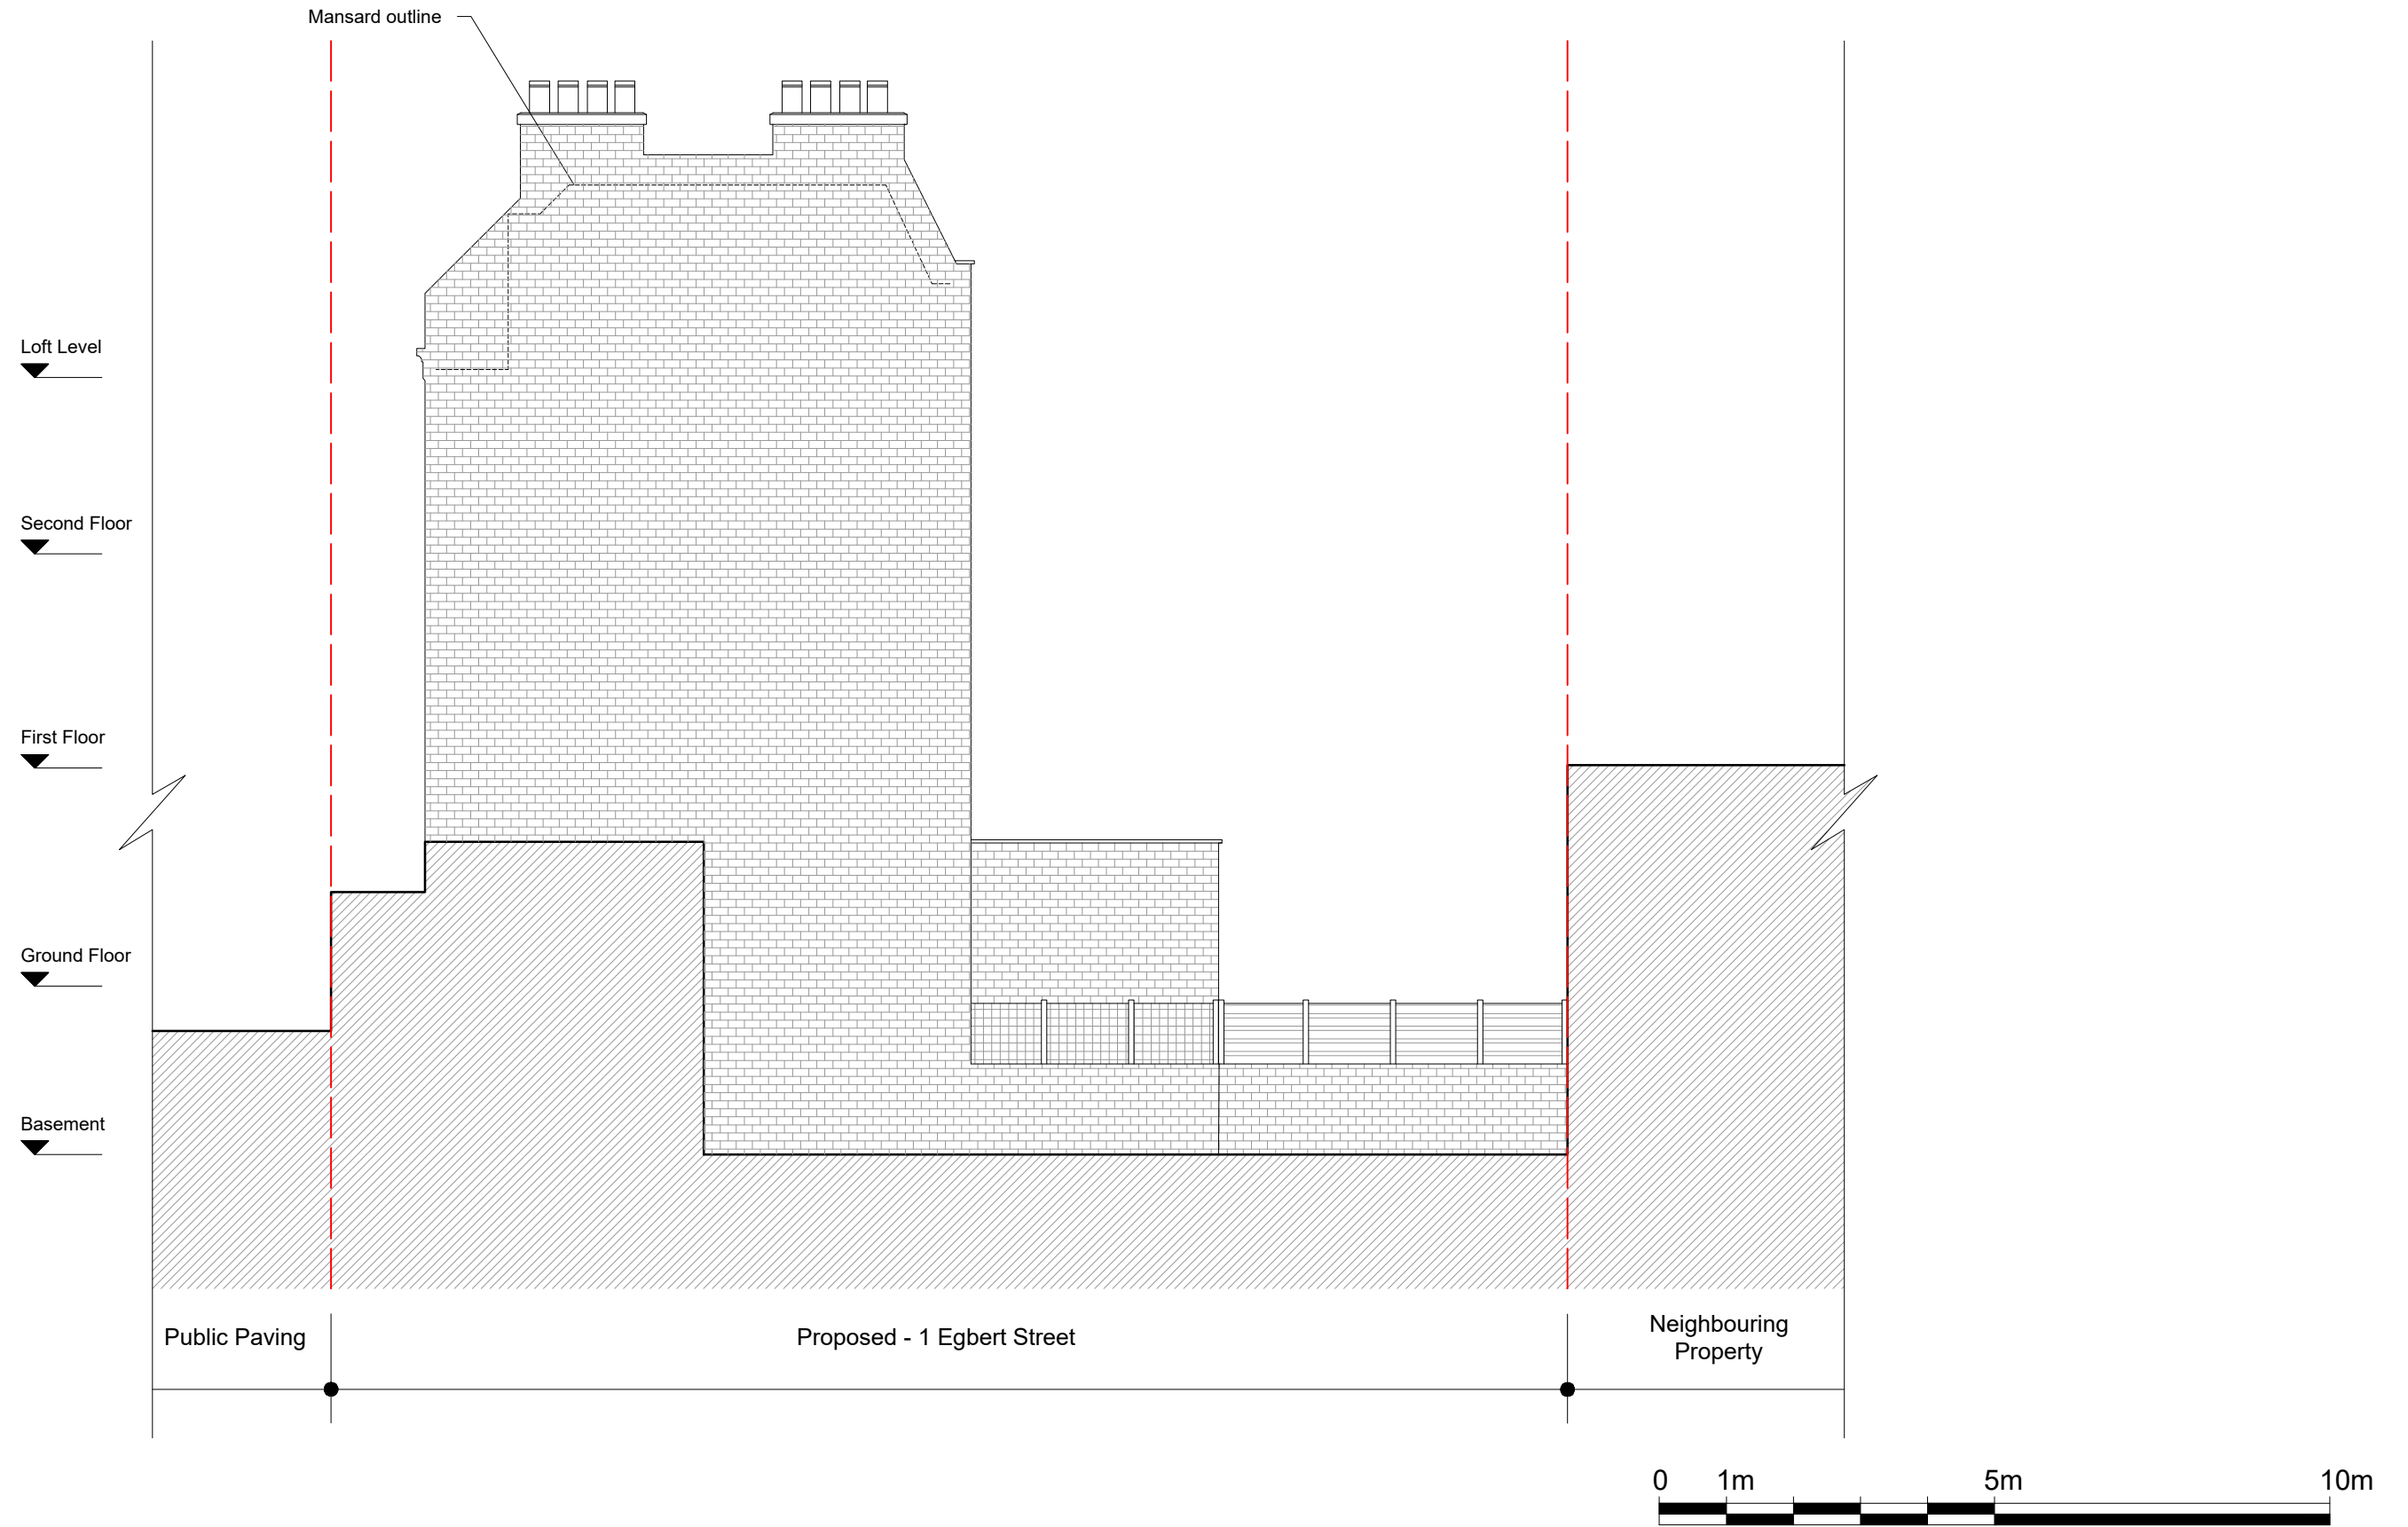 Mansard outline
Loft Level
Second Floor
First Floor
Ground Floor
Basement
Public Paving
Proposed - 1 Egbert Street
Neighbouring
Property
0 1m 5m 10m